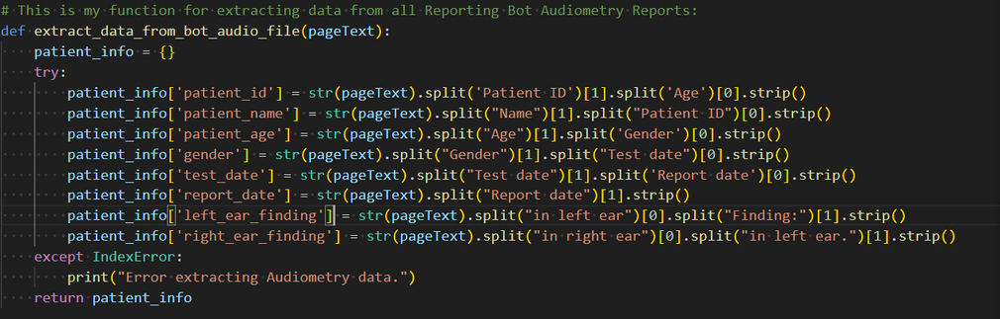 # This is my function for extracting data from all Reporting Bot Audiometry Reports:
def extract_data_from_bot_audio_file(pageText):
    patient_info = {}
    try:
        patient_info['patient_id'] = str(pageText).split('Patient ID')[1].split('Age')[0].strip()
        patient_info['patient_name'] = str(pageText).split("Name")[1].split("Patient ID")[0].strip()
        patient_info['patient_age'] = str(pageText).split("Age")[1].split('Gender')[0].strip()
        patient_info['gender'] = str(pageText).split("Gender")[1].split("Test date")[0].strip()
        patient_info['test_date'] = str(pageText).split("Test date")[1].split('Report date')[0].strip()
        patient_info['report_date'] = str(pageText).split("Report date")[1].strip()
        patient_info['left_ear_finding'] = str(pageText).split("in left ear")[0].split("Finding:")[1].strip()
        patient_info['right_ear_finding'] = str(pageText).split("in right ear")[0].split("in left ear.")[1].strip()
    except IndexError:
        print("Error extracting Audiometry data.")
    return patient_info